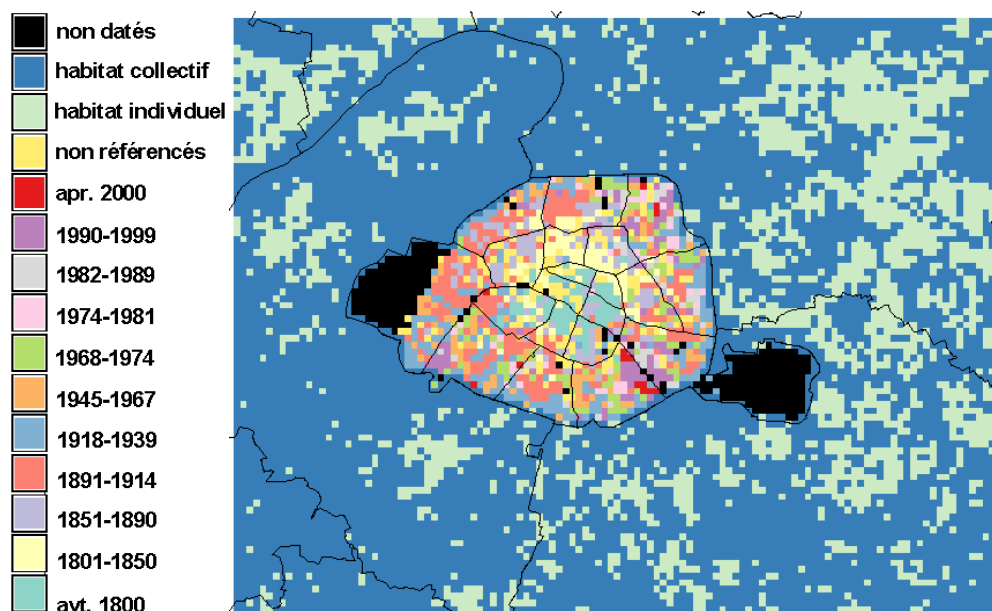 non datés
habitat collectif
habitat individuel
non référencés
apr. 2000
1990-1999
1982-1989
1974-1981
1968-1974
1945-1967
1918-1939
1891-1914
1851-1890
1801-1850
avt. 1800